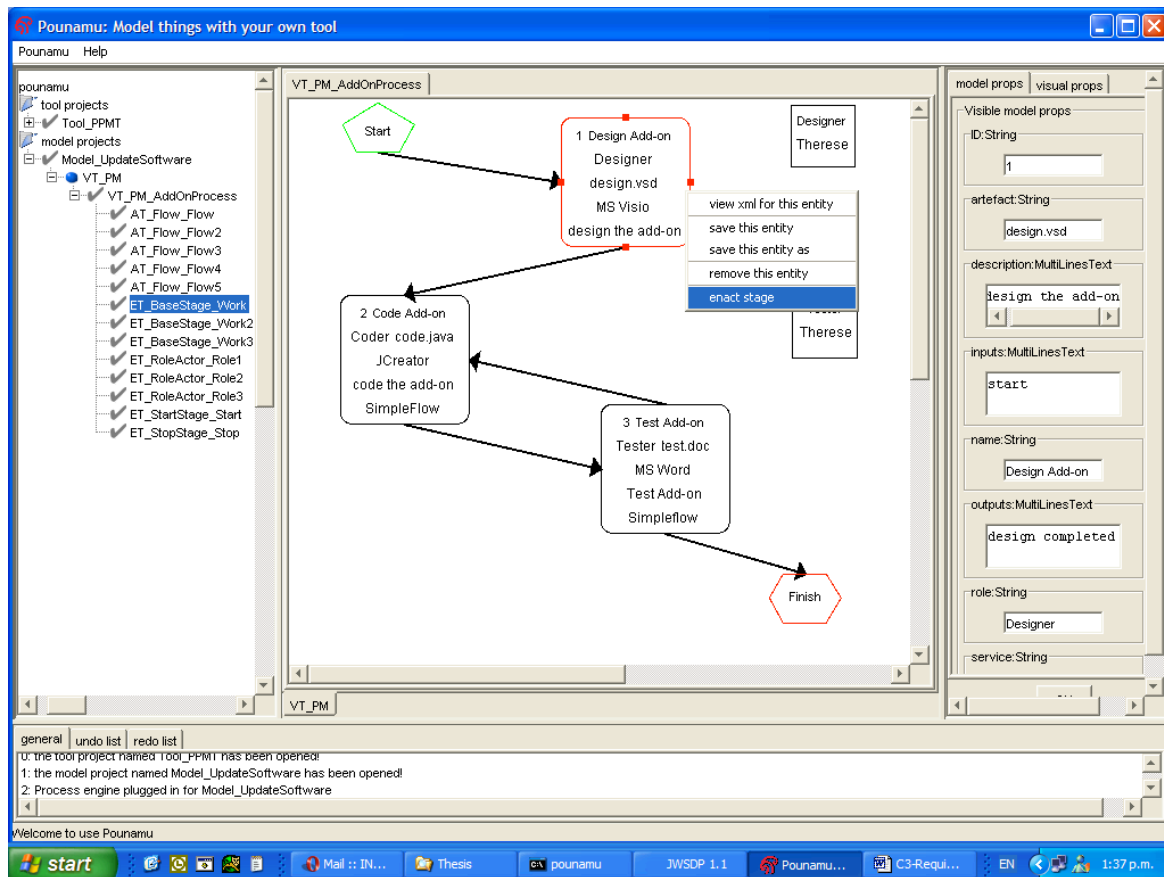 Pounamu: Model things with your own tool
Pounamu Help
pounamu
tool projects
Tool_PPMT
model projects
Model_UpdateSoftware
VT_PM
VT_PM_AddOnProcess
AT_Flow_Flow
AT_Flow_Flow2
AT_Flow_Flow3
AT_Flow_Flow4
AT_Flow_Flow5
ET_BaseStage_Work
ET_BaseStage_Work2
ET_BaseStage_Work3
ET_RoleActor_Role1
ET_RoleActor_Role2
ET_RoleActor_Role3
ET_StartStage_Start
ET_StopStage_Stop
VT_PM_AddOnProcess
Start
1 Design Add-on
Designer
design.vsd
MS Visio
design the add-on
Designer
Therese
view xml for this entity
save this entity
save this entity as
remove this entity
enact stage
Therese
2 Code Add-on
Coder code.java
JCreator
code the add-on
SimpleFlow
3 Test Add-on
Tester test.doc
MS Word
Test Add-on
Simpleflow
Finish
VT_PM
model props visual props
Visible model props
ID:String
1
artefact:String
design.vsd
description:MultiLinesText
design the add-on
inputs:MultiLinesText
start
name:String
Design Add-on
outputs:MultiLinesText
design completed
role:String
Designer
service:String
general undo list redo list
0: the tool project named Tool_PPMT has been opened!
1: the model project named Model_UpdateSoftware has been opened!
2: Process engine plugged in for Model_UpdateSoftware
Welcome to use Pounamu
start Mail :: IN... Thesis pounamu JWSDP 1.1 Pounamu... C3-Requi... EN 1:37 p.m.